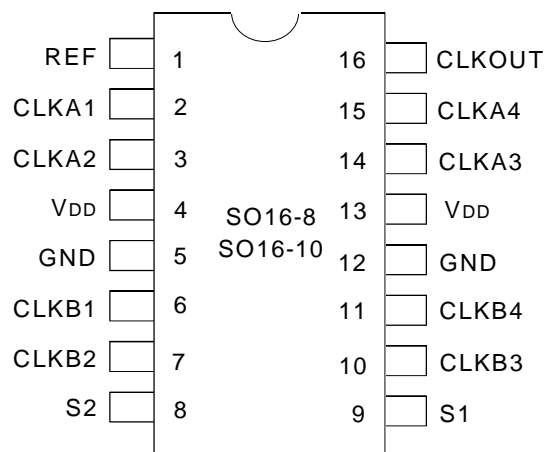 REF 1 16 CLKOUT
CLKA1 2 15 CLKA4
CLKA2 3 14 CLKA3
VDD 4 13 VDD
SO16-8
SO16-10
GND 5 12 GND
CLKB1 6 11 CLKB4
CLKB2 7 10 CLKB3
S2 8 9 S1